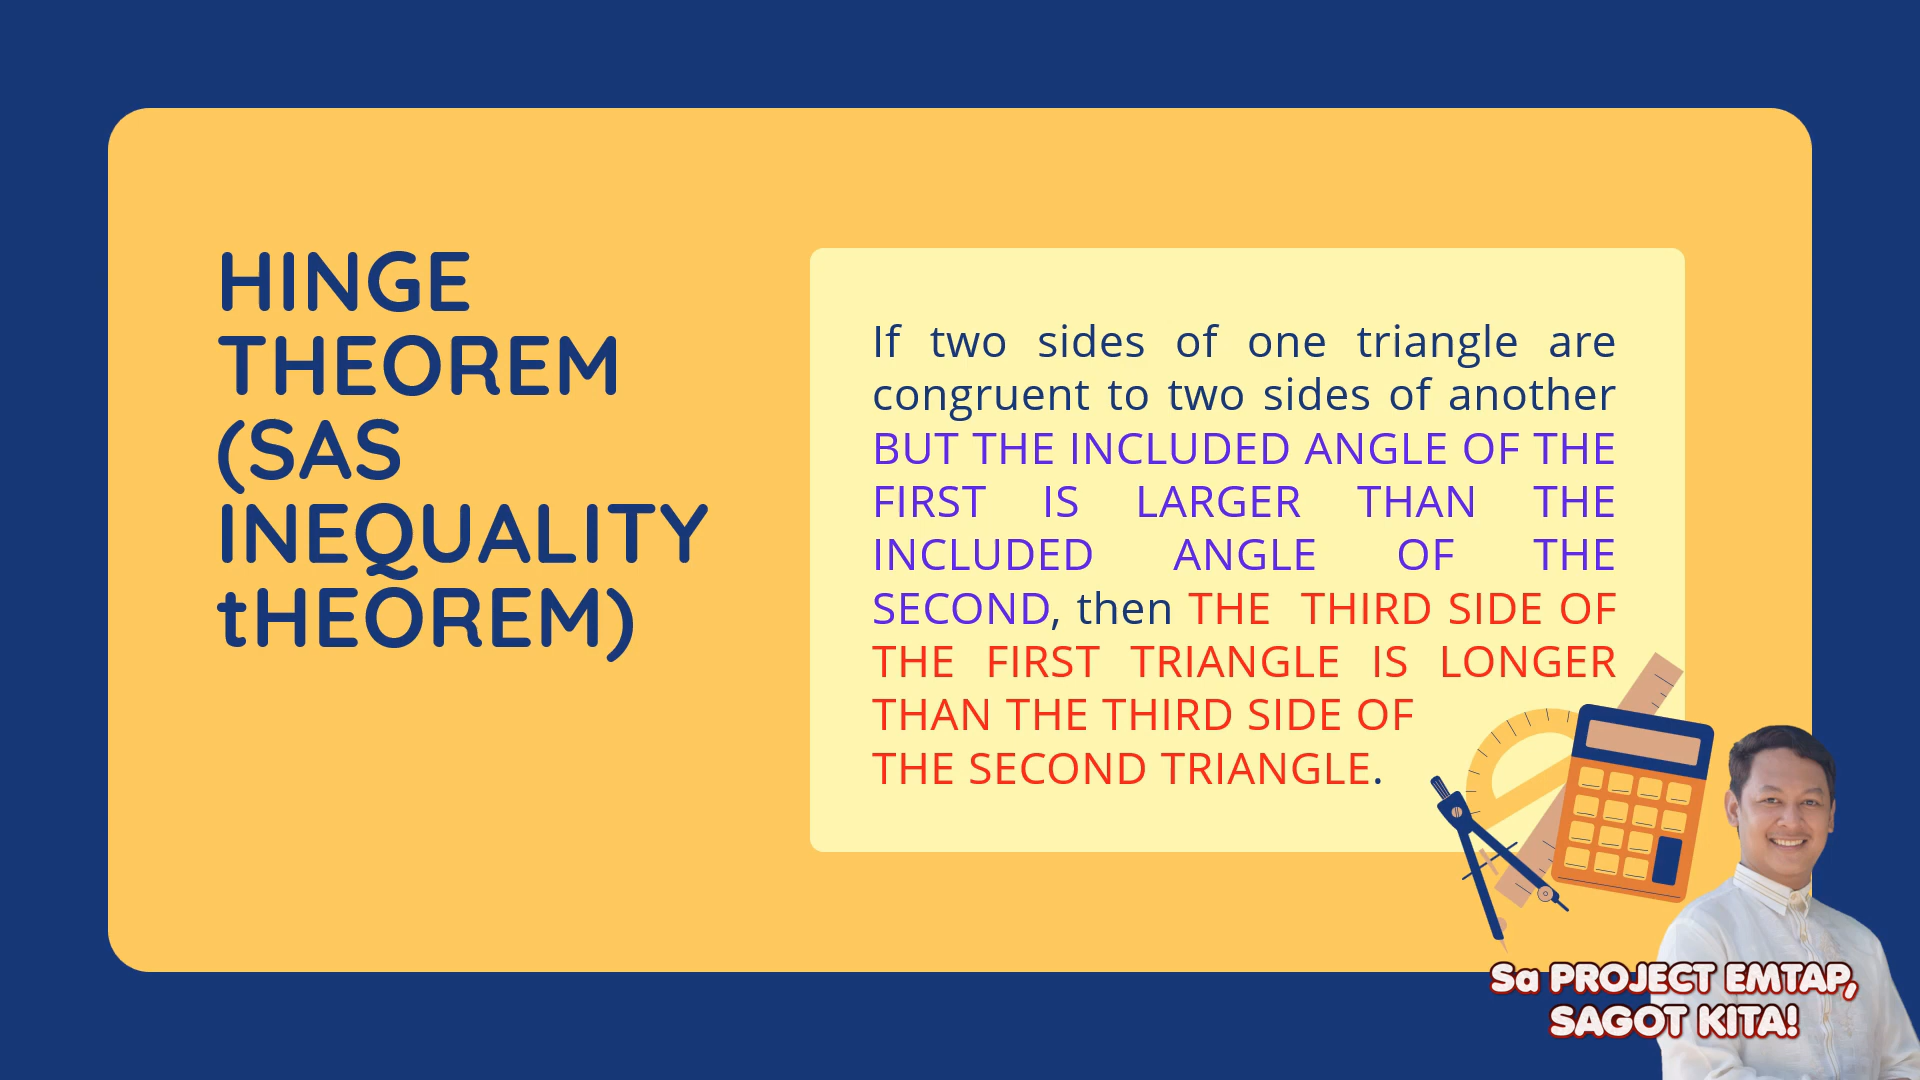 HINGE
THEOREM
(SAS
INEQUALITY
tHEOREM)
If two sides of one triangle are
congruent to two sides of another
BUT THE INCLUDED ANGLE OF THE
FIRST IS LARGER THAN THE
INCLUDED ANGLE OF THE
SECOND, then THE THIRD SIDE OF
THE FIRST TRIANGLE IS LONGER
THAN THE THIRD SIDE OF
THE SECOND TRIANGLE.
Sa PROJECT EMTAP,
SAGOT KITA!